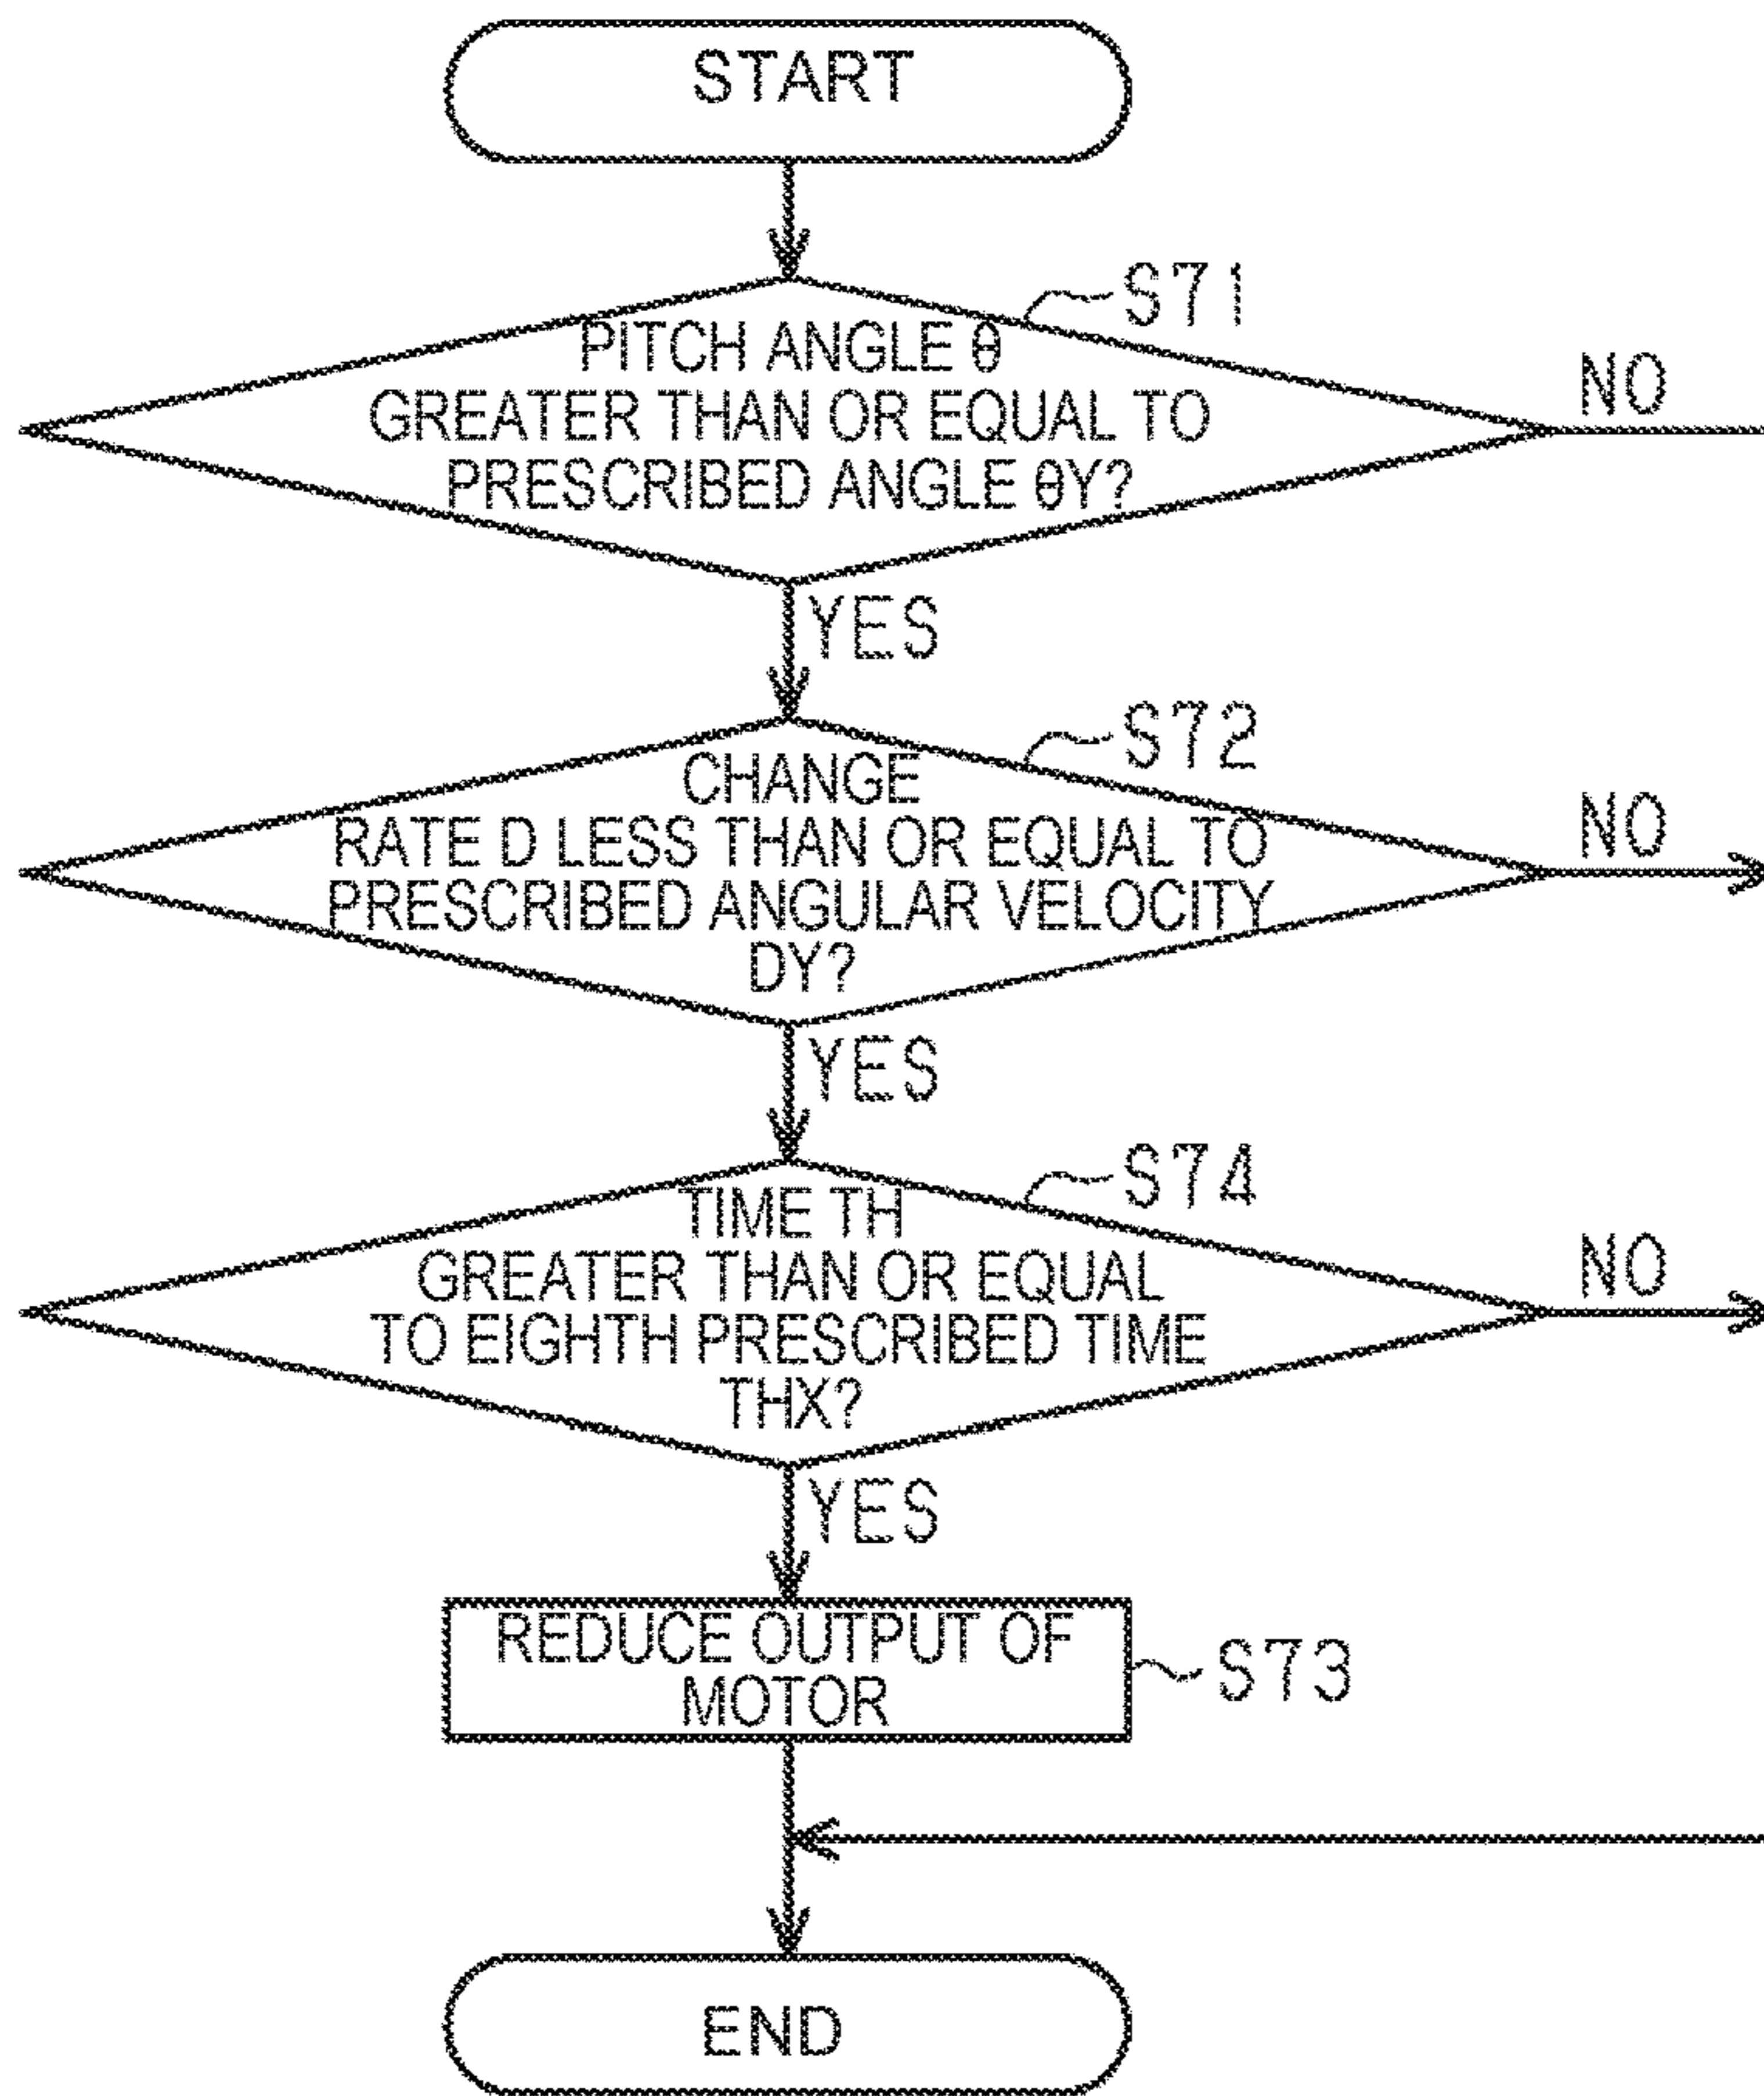 START
S71
PITCH ANGLE θ
GREATER THAN OR EQUAL TO
PRESCRIBED ANGLE θY?
NO
YES
S72
CHANGE
RATE D LESS THAN OR EQUAL TO
PRESCRIBED ANGULAR VELOCITY
DY?
NO
YES
S74
TIME TH
GREATER THAN OR EQUAL
TO EIGHTH PRESCRIBED TIME
THX?
NO
YES
REDUCE OUTPUT OF
MOTOR
S73
END